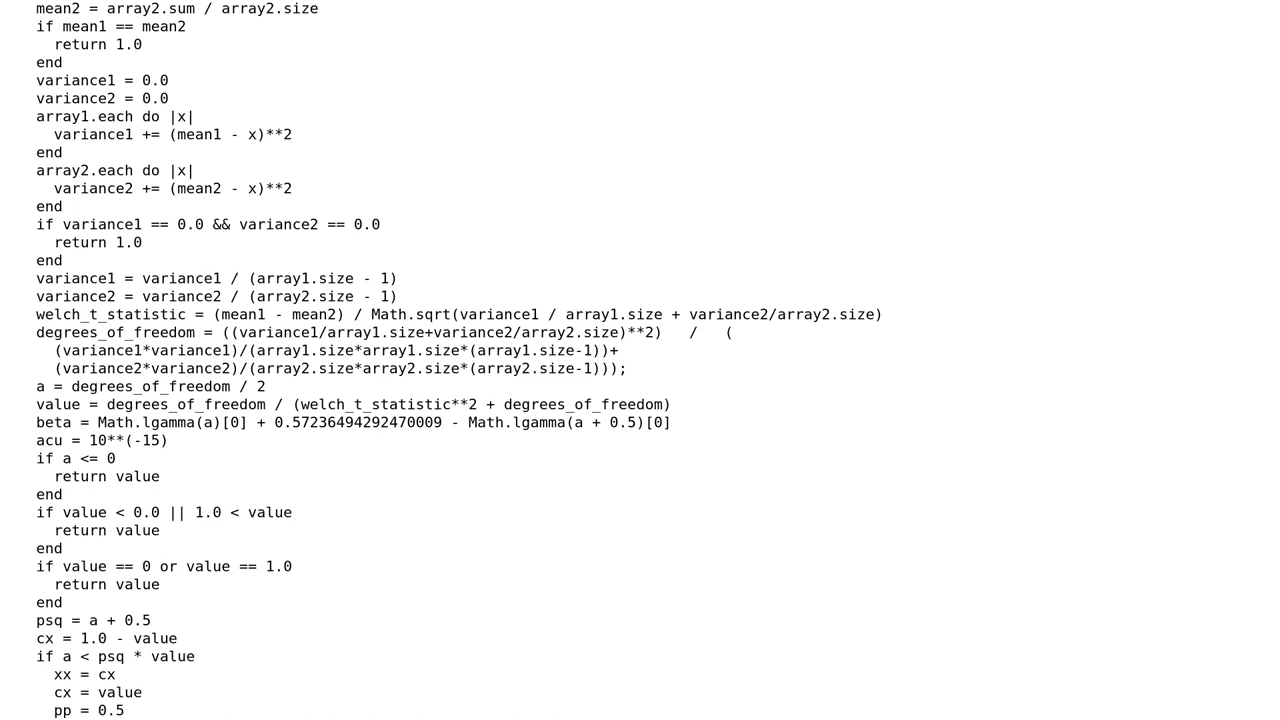 mean2 = array2.sum / array2.size
if mean1 == mean2
  return 1.0
end
variance1 = 0.0
variance2 = 0.0
array1.each do |x|
  variance1 += (mean1 - x)**2
end
array2.each do |x|
  variance2 += (mean2 - x)**2
end
if variance1 == 0.0 && variance2 == 0.0
  return 1.0
end
variance1 = variance1 / (array1.size - 1)
variance2 = variance2 / (array2.size - 1)
welch_t_statistic = (mean1 - mean2) / Math.sqrt(variance1 / array1.size + variance2/array2.size)
degrees_of_freedom = ((variance1/array1.size+variance2/array2.size)**2)   /   (
  (variance1*variance1)/(array1.size*array1.size*(array1.size-1))+
  (variance2*variance2)/(array2.size*array2.size*(array2.size-1)));
a = degrees_of_freedom / 2
value = degrees_of_freedom / (welch_t_statistic**2 + degrees_of_freedom)
beta = Math.lgamma(a)[0] + 0.57236494292470009 - Math.lgamma(a + 0.5)[0]
acu = 10**(-15)
if a <= 0
  return value
end
if value < 0.0 || 1.0 < value
  return value
end
if value == 0 or value == 1.0
  return value
end
psq = a + 0.5
cx = 1.0 - value
if a < psq * value
  xx = cx
  cx = value
  pp = 0.5